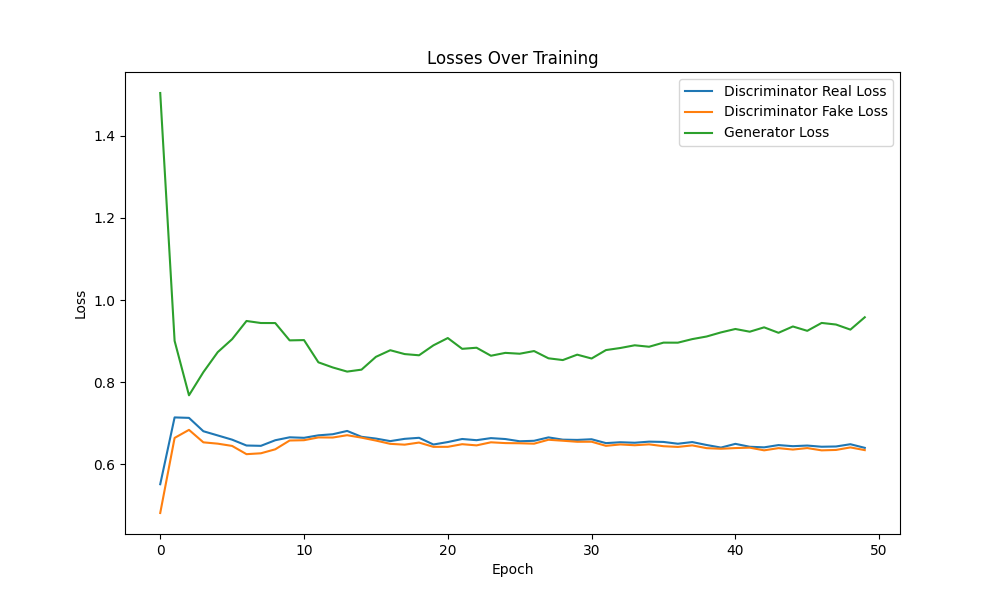 Losses Over Training
Discriminator Real Loss
Discriminator Fake Loss
Generator Loss
1.4
1.2
1.0
0.8
0.6
Loss
0 10 20 30 40 50
Epoch